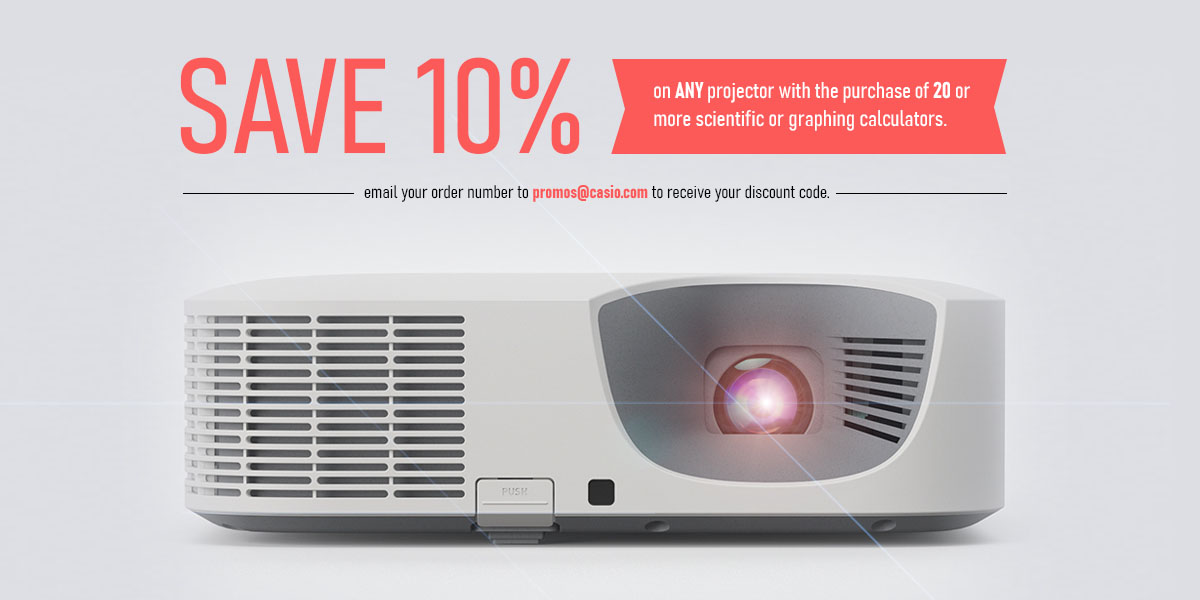 SAVE 10%
on ANY projector with the purchase of 20 or
more scientific or graphing calculators.
email your order number to promos@casio.com to receive your discount code.
PUSH